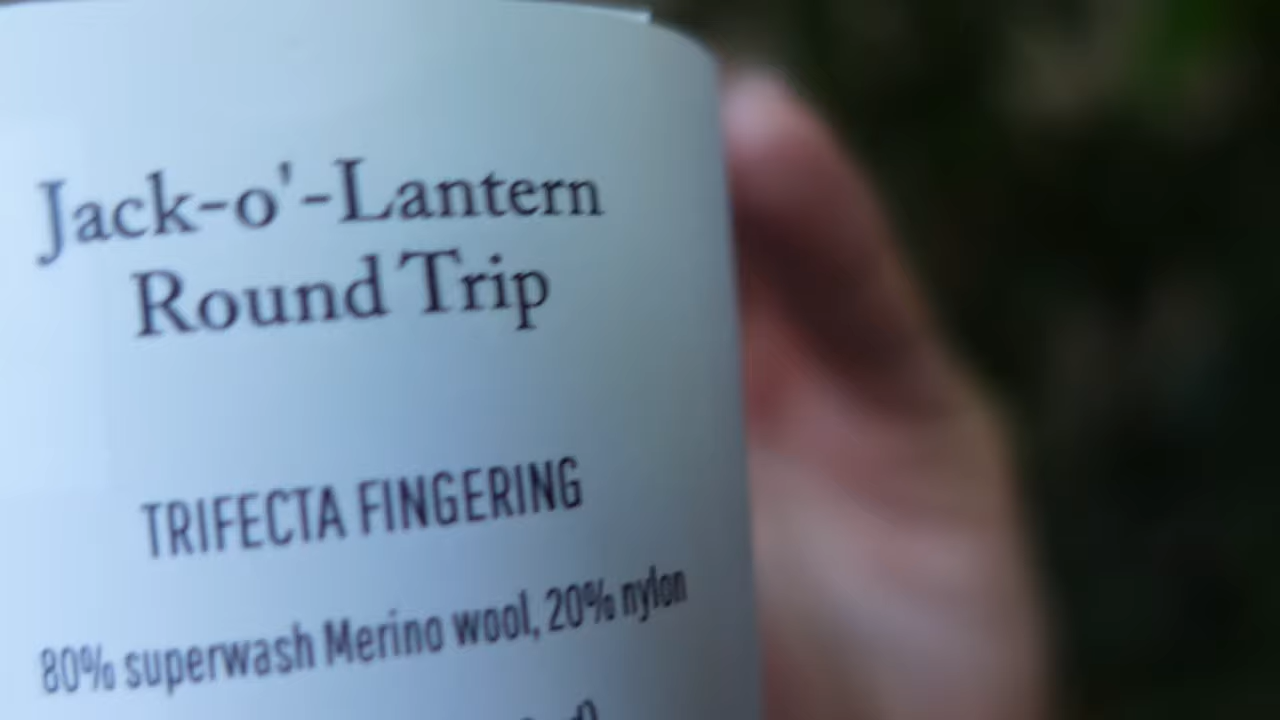 Jack-o'-Lantern
Round Trip
TRIFECTA FINGERING
80% superwash Merino wool, 20% nylon